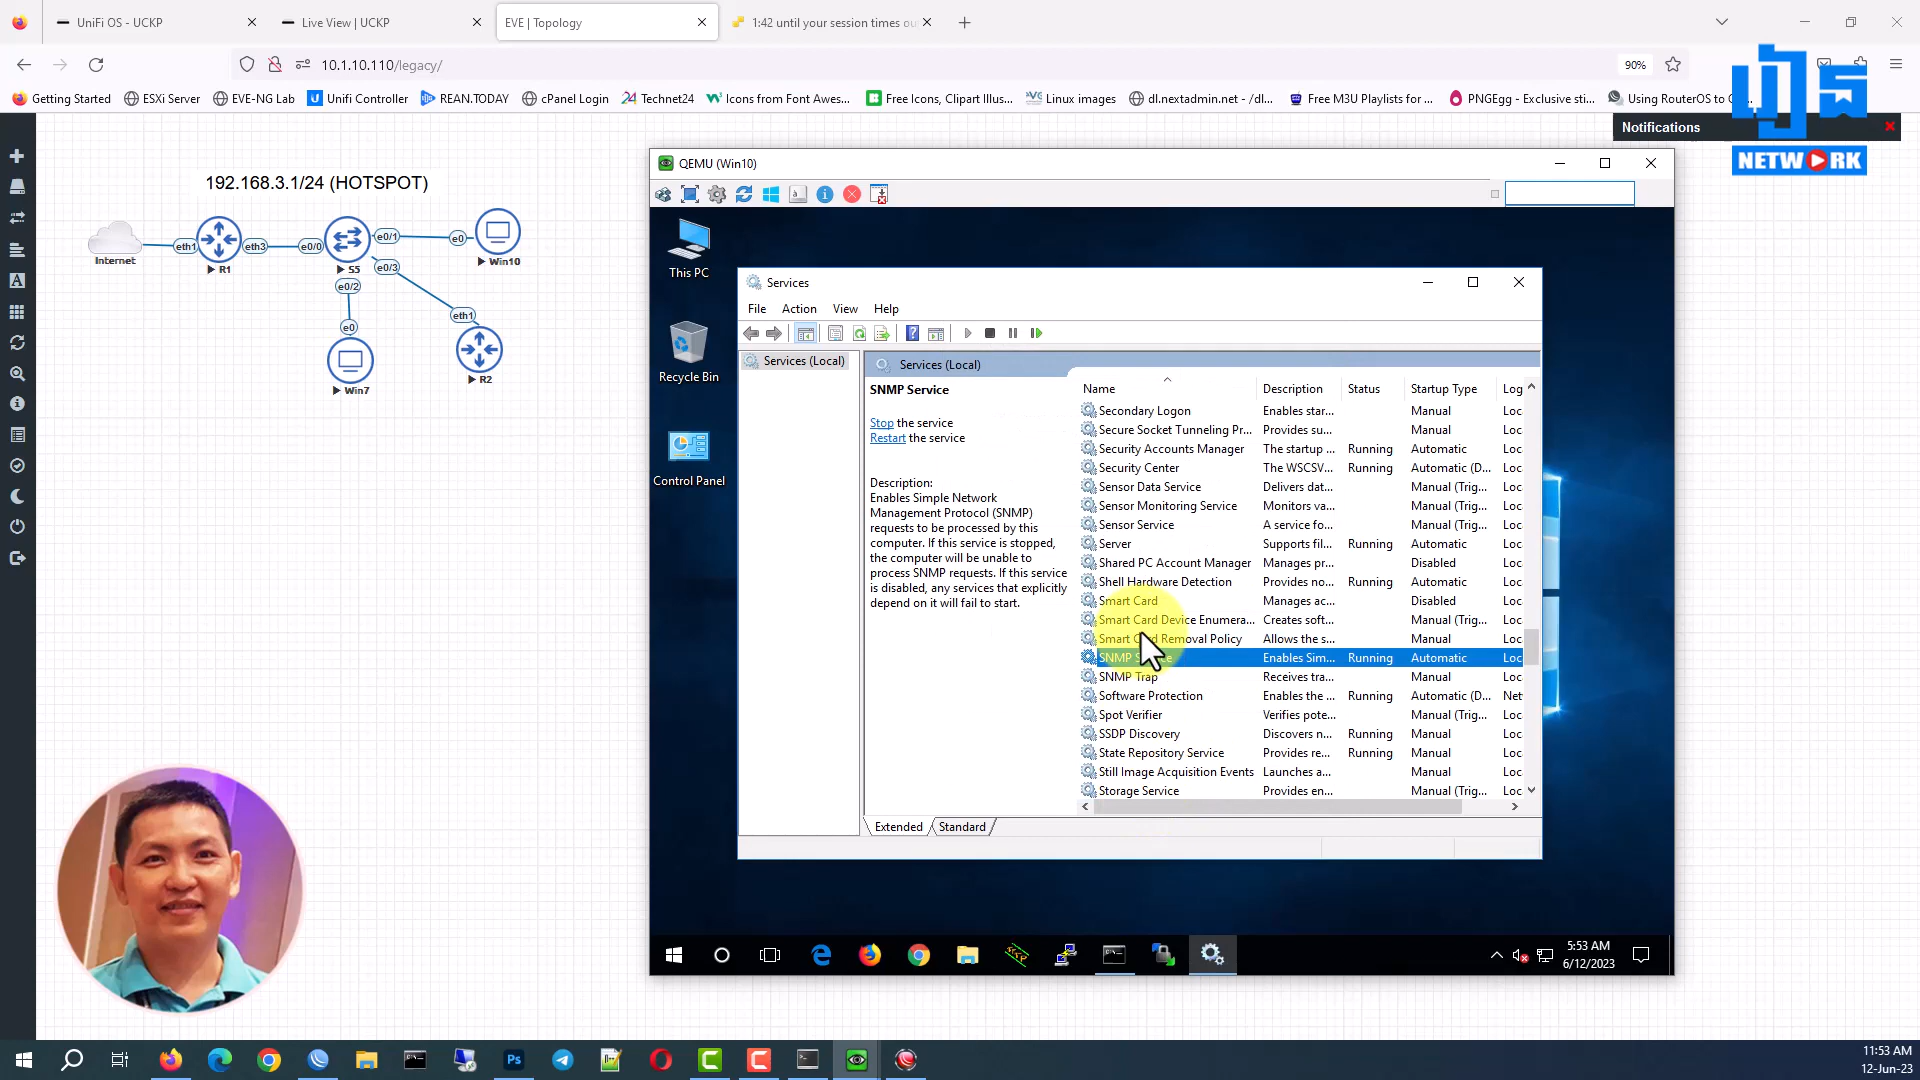 UniFi OS - UCKP
Live View | UCKP
EVE | Topology
1:42 until your session times ou
10.1.10.110/legacy/
90%
Getting Started
ESXi Server
EVE-NG Lab
Unifi Controller
REAN.TODAY
cPanel Login
Technet24
Icons from Font Awes...
Free Icons, Clipart Illus...
Linux images
dl.nextadmin.net - /dl...
Free M3U Playlists for ...
PNGEgg - Exclusive sti...
Using RouterOS to
Notifications
NETWORK
192.168.3.1/24 (HOTSPOT)
Internet
eth1
R1
eth3
e0/0
S5
e0/1
e0
Win10
e0/3
e0/2
eth1
e0
Win7
R2
QEMU (Win10)
This PC
Recycle Bin
Control Panel
Services
File Action View Help
Services (Local)
Services (Local)
SNMP Service
Stop the service
Restart the service
Description:
Enables Simple Network
Management Protocol (SNMP)
requests to be processed by this
computer. If this service is stopped,
the computer will be unable to
process SNMP requests. If this service
is disabled, any services that explicitly
depend on it will fail to start.
Name Description Status Startup Type Log
Secondary Logon Enables star... Manual Loc
Secure Socket Tunneling Pr... Provides su... Manual Loc
Security Accounts Manager The startup ... Running Automatic Loc
Security Center The WSCSV... Running Automatic (D... Loc
Sensor Data Service Delivers dat... Manual (Trig... Loc
Sensor Monitoring Service Monitors va... Manual (Trig... Loc
Sensor Service A service fo... Manual (Trig... Loc
Server Supports fil... Running Automatic Loc
Shared PC Account Manager Manages pr... Disabled Loc
Shell Hardware Detection Provides no... Running Automatic Loc
Smart Card Manages ac... Disabled Loc
Smart Card Device Enumera... Creates soft... Manual (Trig... Loc
Smart Card Removal Policy Allows the s... Manual Loc
SNMP Service Enables Sim... Running Automatic Loc
SNMP Trap Receives tra... Manual Loc
Software Protection Enables the ... Running Automatic (D... Net
Spot Verifier Verifies pote... Manual (Trig... Loc
SSDP Discovery Discovers n... Running Manual Loc
State Repository Service Provides re... Running Manual Loc
Still Image Acquisition Events Launches a... Manual Loc
Storage Service Provides en... Manual (Trig... Loc
Extended Standard
5:53 AM
6/12/2023
11:53 AM
12-Jun-23